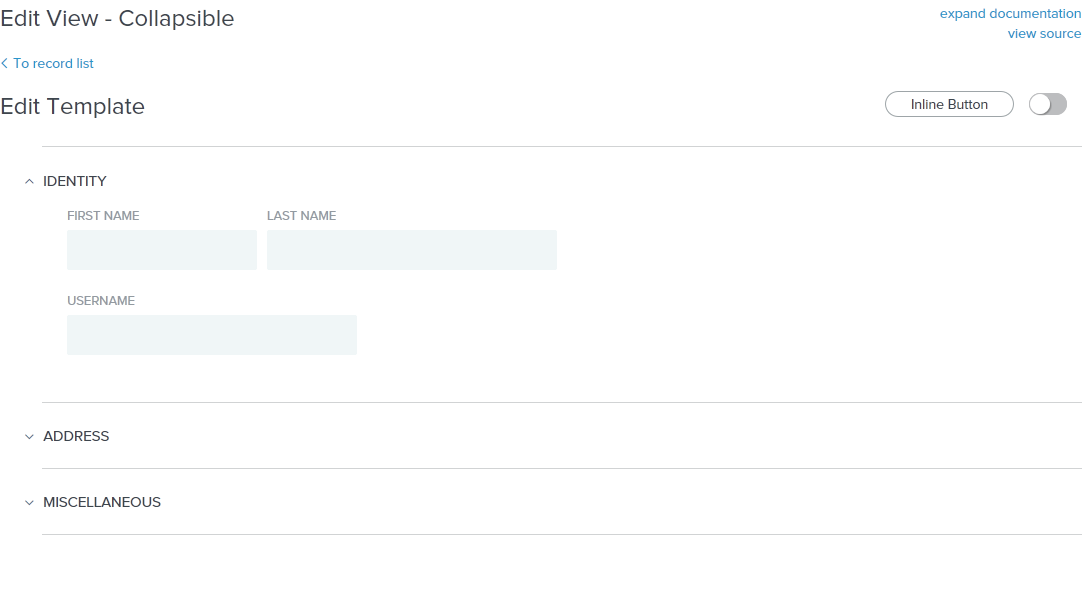 Edit View - Collapsible
expand documentation
view source
To record list
Edit Template
Inline Button
IDENTITY
FIRST NAME
LAST NAME
USERNAME
ADDRESS
MISCELLANEOUS